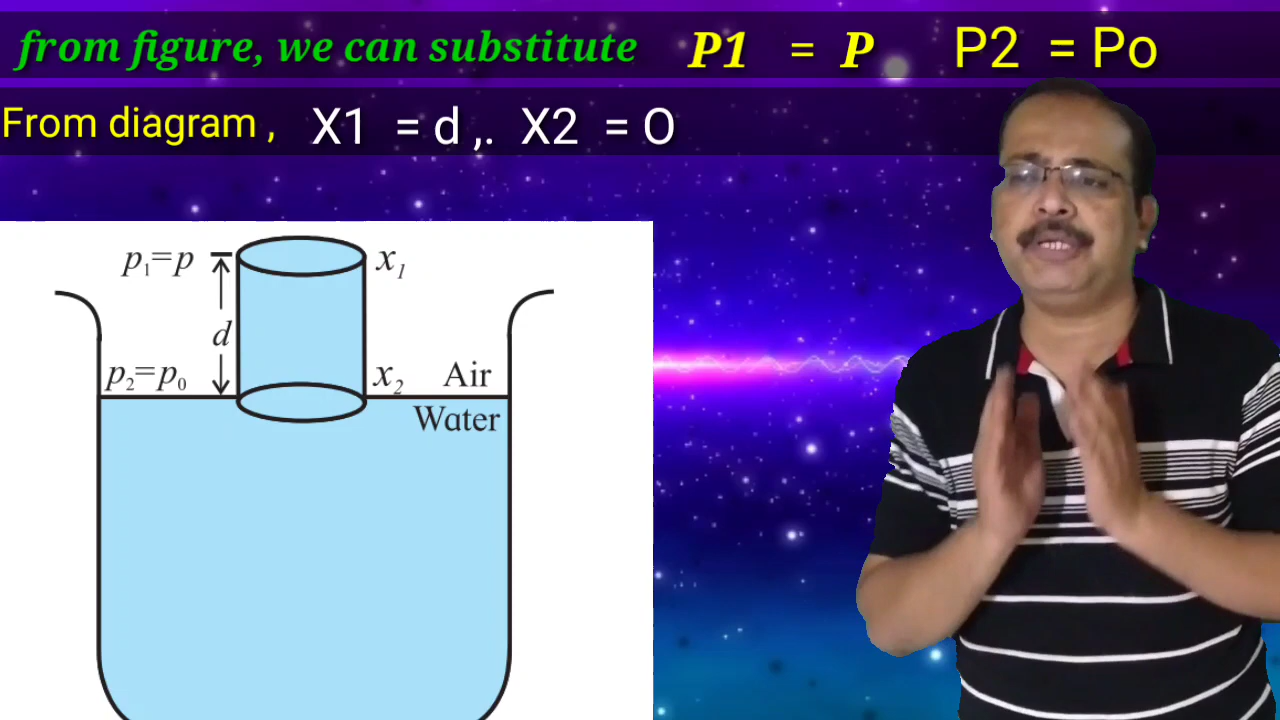 from figure, we can substitute P1 = P P2 = Po
From diagram , X1 = d ,. X2 = O
p₁=p x₁
d
p₂=p₀ x₂ Air
Water